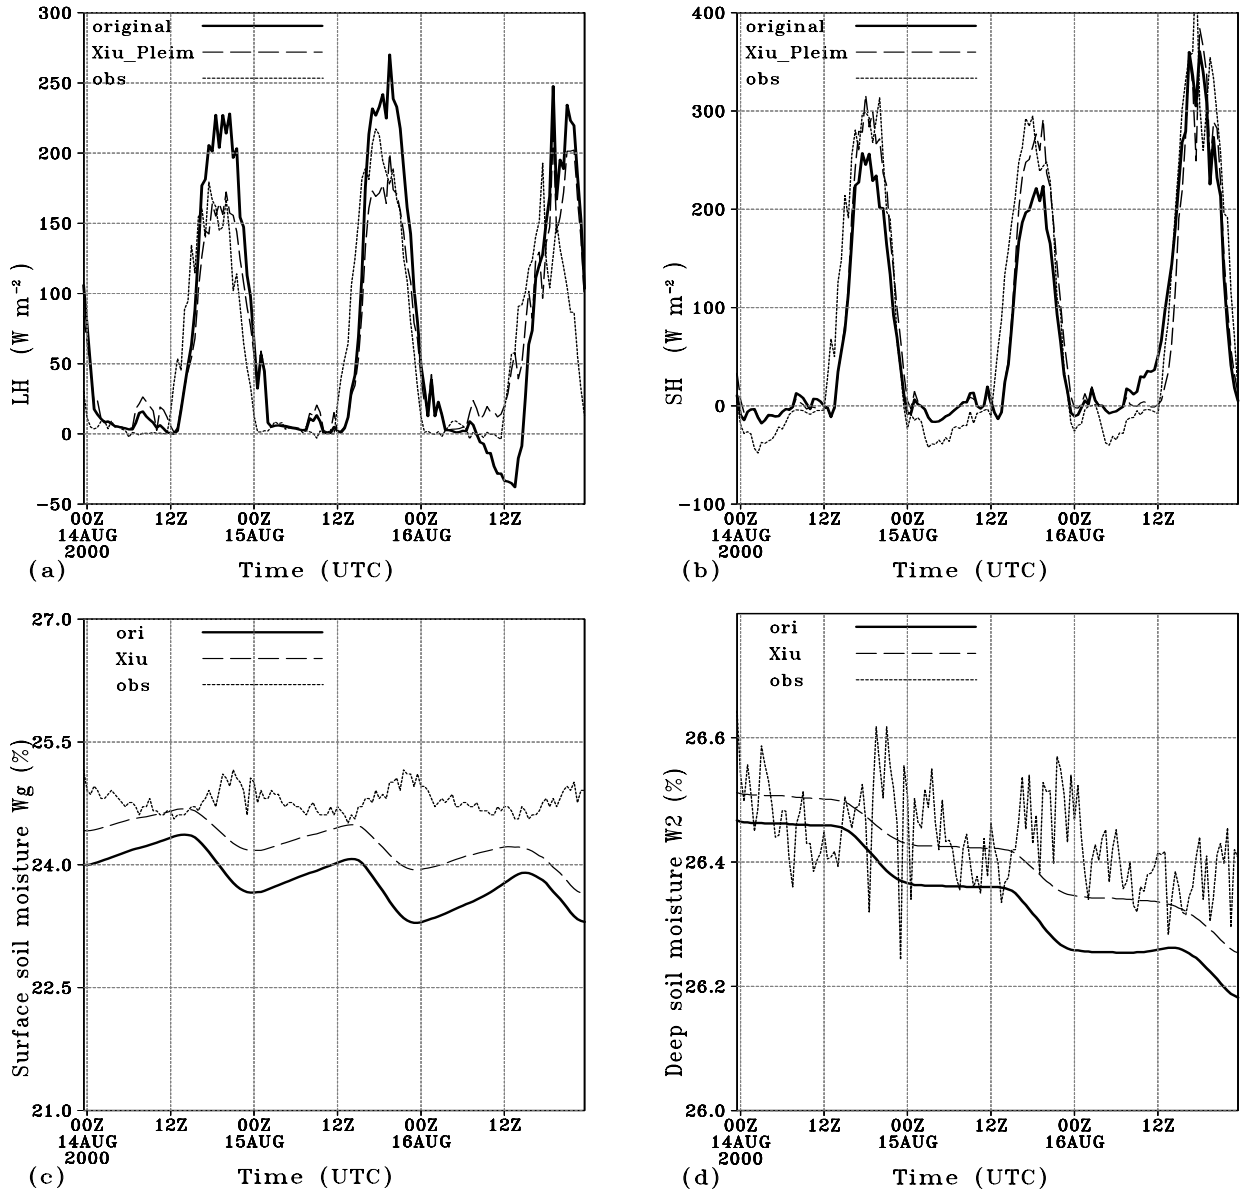 300
250
200
150
100
50
0
−50
LH (W m⁻²)
original
Xiu_Pleim
obs
00Z 12Z 00Z 12Z 00Z 12Z
14AUG 15AUG 16AUG
2000
(a) Time (UTC)
400
300
200
100
0
−100
SH (W m⁻²)
original
Xiu_Pleim
obs
00Z 12Z 00Z 12Z 00Z 12Z
14AUG 15AUG 16AUG
2000
(b) Time (UTC)
27.0
25.5
24.0
22.5
21.0
Surface soil moisture Wg (%)
ori
Xiu
obs
00Z 12Z 00Z 12Z 00Z 12Z
14AUG 15AUG 16AUG
2000
(c) Time (UTC)
26.6
26.4
26.2
26.0
Deep soil moisture W2 (%)
ori
Xiu
obs
00Z 12Z 00Z 12Z 00Z 12Z
14AUG 15AUG 16AUG
2000
(d) Time (UTC)